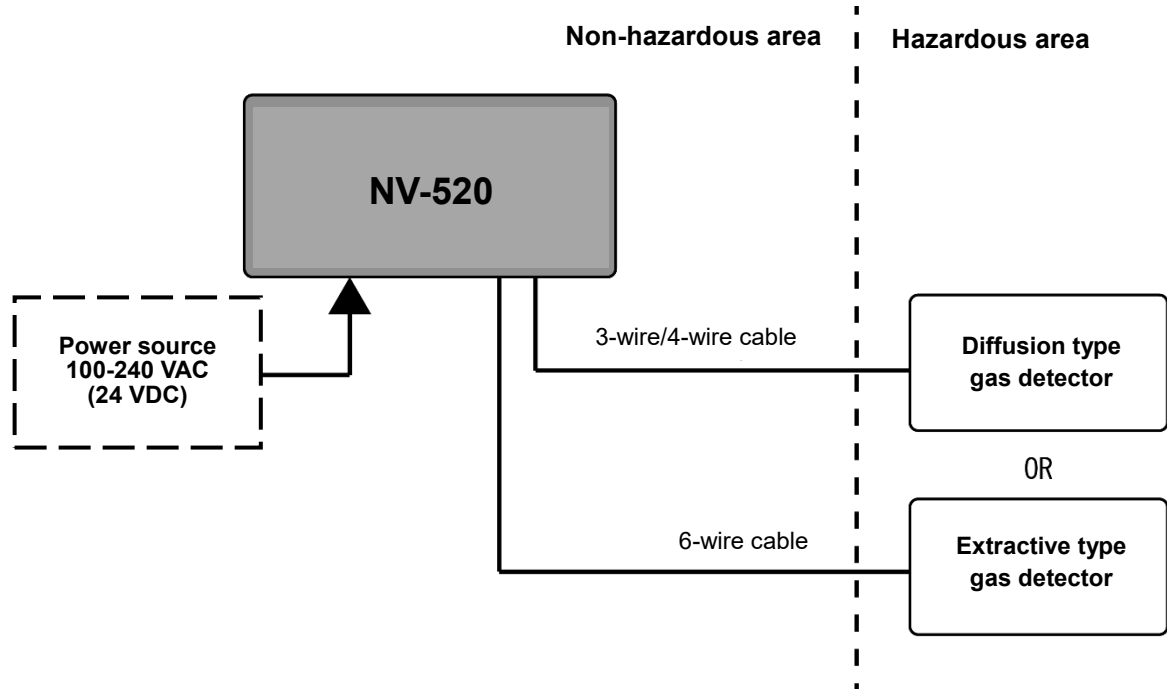 Non-hazardous area
Hazardous area
NV-520
Power source
100-240 VAC
(24 VDC)
3-wire/4-wire cable
Diffusion type
gas detector
OR
6-wire cable
Extractive type
gas detector